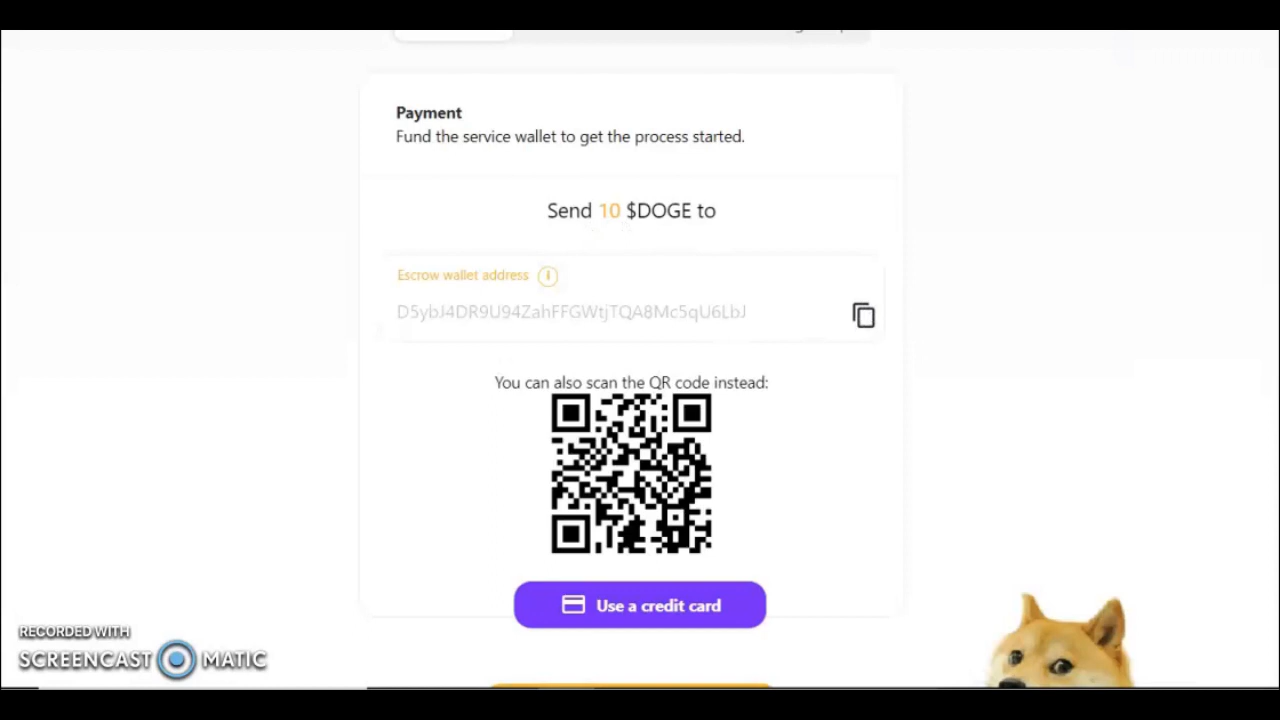 Payment
Fund the service wallet to get the process started.
Send 10 $DOGE to
Escrow wallet address
D5ybJ4DR9U94ZahFFGWtjTQA8Mc5qU6LbJ
You can also scan the QR code instead:
Use a credit card
RECORDED WITH
SCREENCAST MATIC